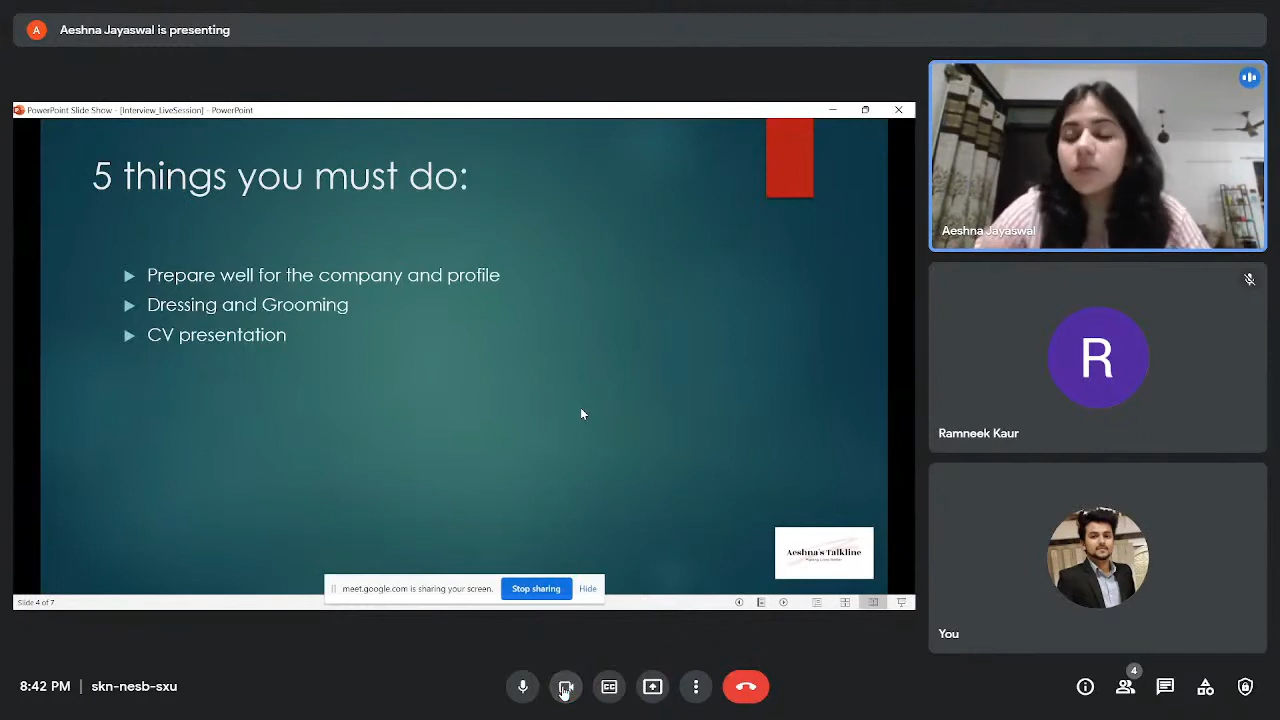 A
Aeshna Jayaswal is presenting
PowerPoint Slide Show - [Interview_LiveSession] - PowerPoint
5 things you must do:
Prepare well for the company and profile
Dressing and Grooming
CV presentation
Aeshna's Talkline
meet.google.com is sharing your screen.
Stop sharing
Hide
Slide 4 of 7
Aeshna Jayaswal
R
Ramneek Kaur
You
8:42 PM | skn-nesb-sxu
CC
4